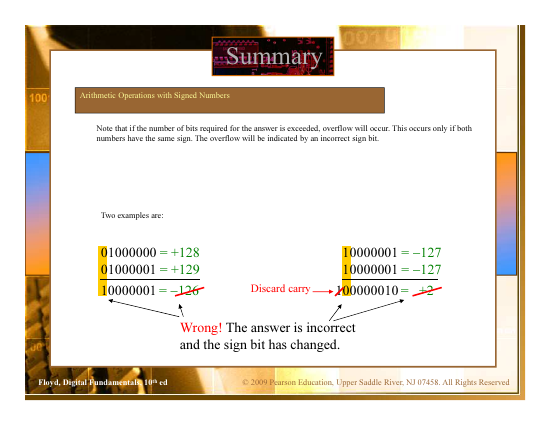 0010
Summary
100
Arithmetic Operations with Signed Numbers
Note that if the number of bits required for the answer is exceeded, overflow will occur. This occurs only if both
numbers have the same sign. The overflow will be indicated by an incorrect sign bit.
Two examples are:
01000000 = +128
01000001 = +129
10000001 = –126
10000001 = –127
10000001 = –127
Discard carry
100000010 = +2
Wrong! The answer is incorrect
and the sign bit has changed.
Floyd, Digital Fundamentals, 10th ed
© 2009 Pearson Education, Upper Saddle River, NJ 07458. All Rights Reserved